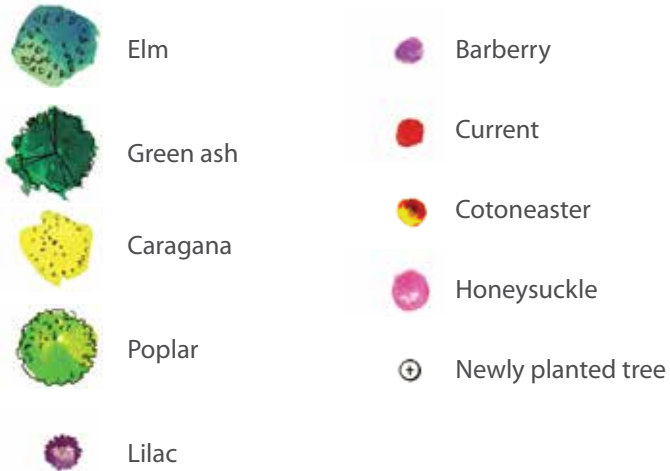 Elm
Green ash
Caragana
Poplar
Lilac
Barberry
Current
Cotoneaster
Honeysuckle
Newly planted tree